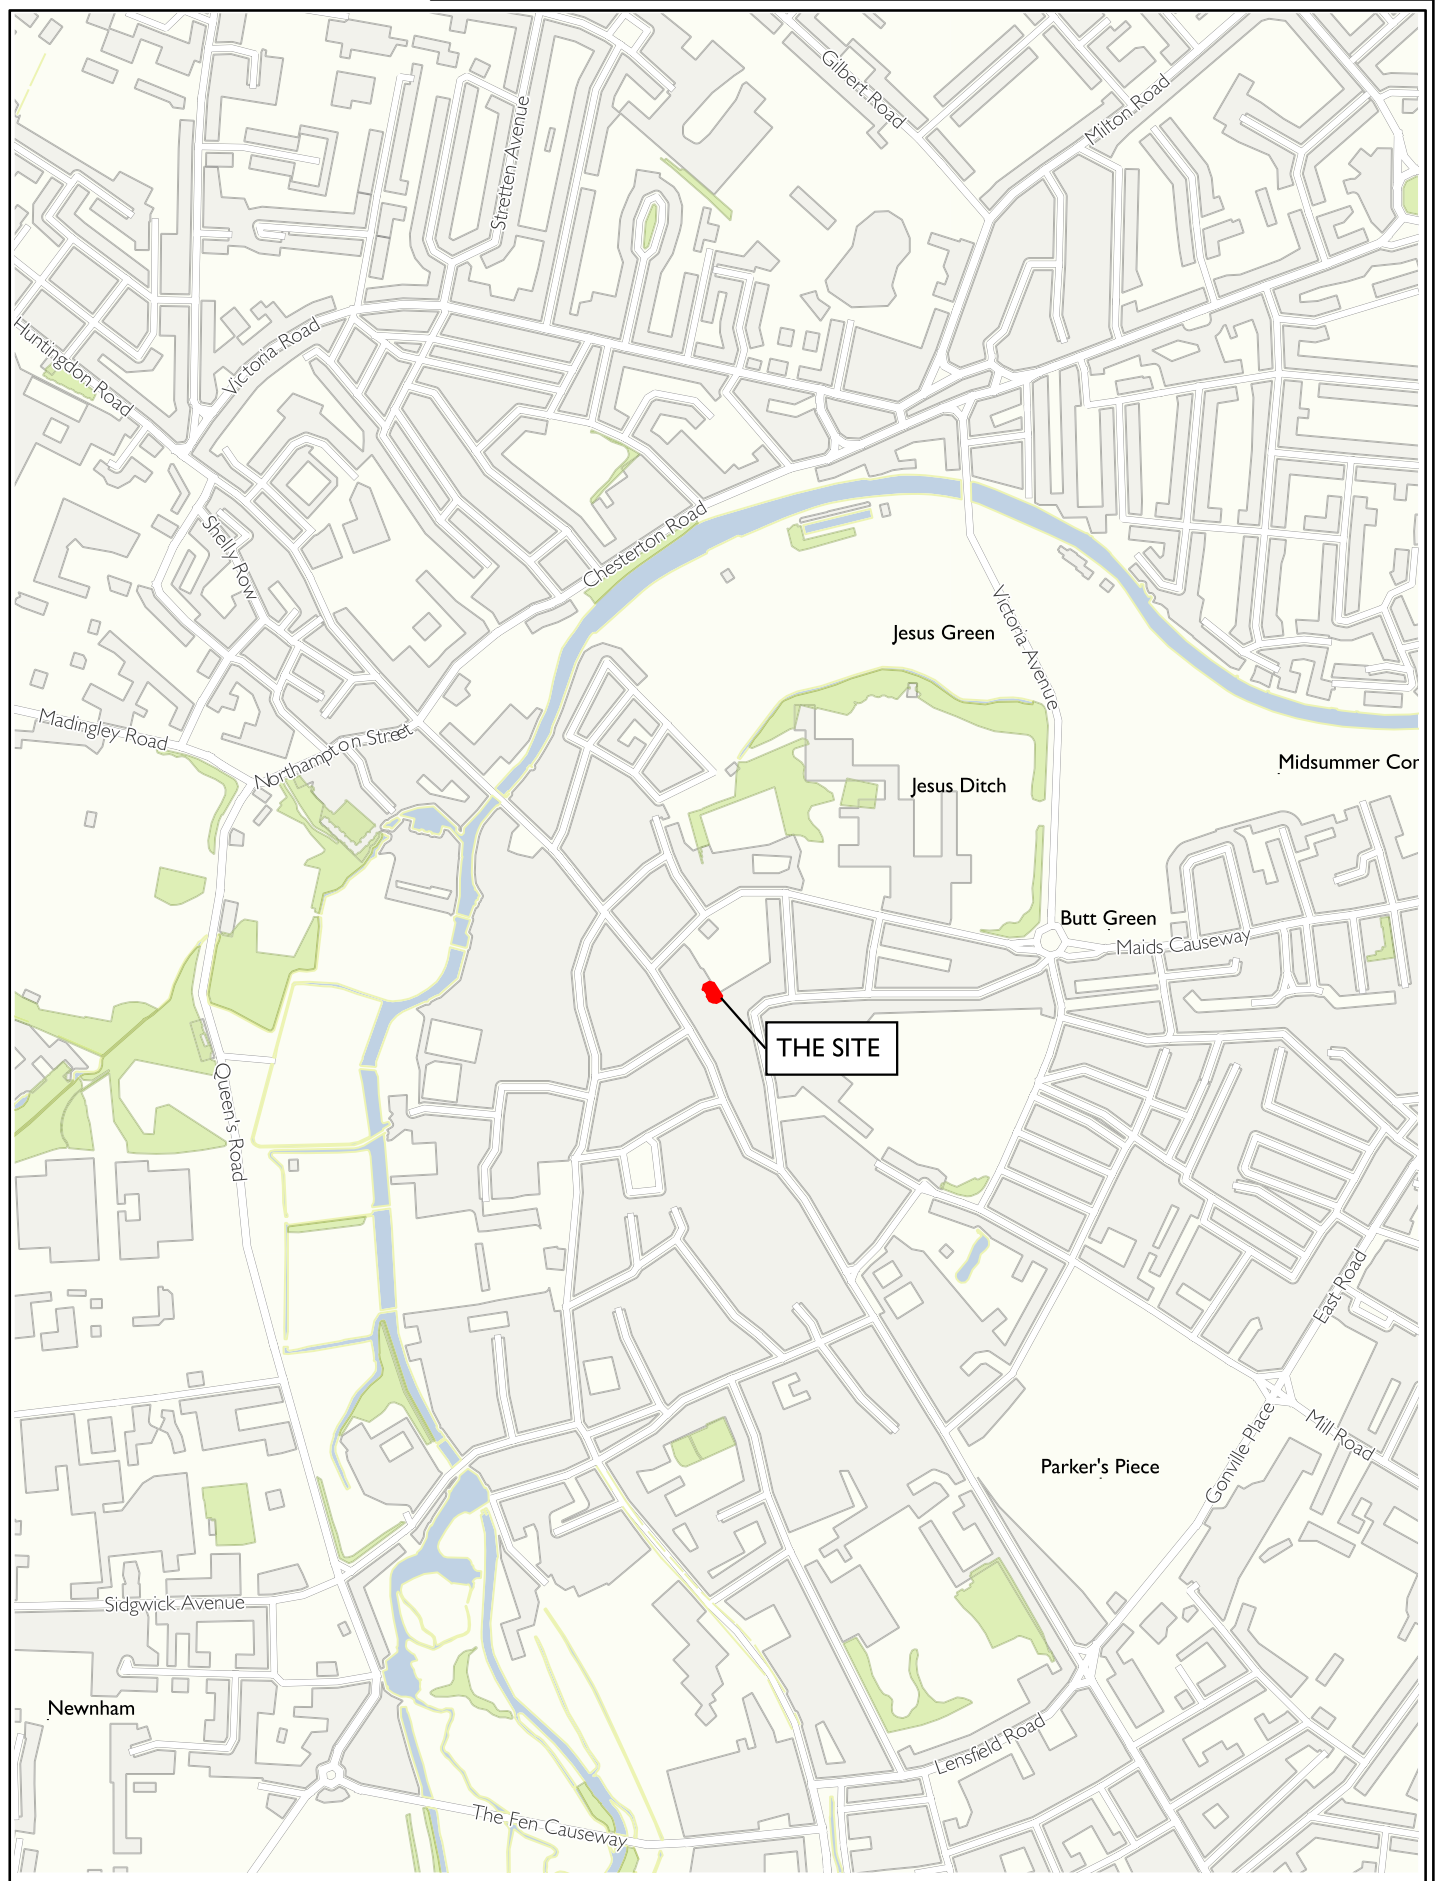 Gilbert Road
Milton Road
Stretten Avenue
Huntingdon Road
Victoria Road
Chesterton Road
Shelly Row
Victoria Avenue
Jesus Green
Madingley Road
Northampton Street
Midsummer Cor
Jesus Ditch
Butt Green
Maids Causeway
THE SITE
Queen's Road
East Road
Gonville Place
Mill Road
Parker's Piece
Sidgwick Avenue
Newnham
Lensfield Road
The Fen Causeway